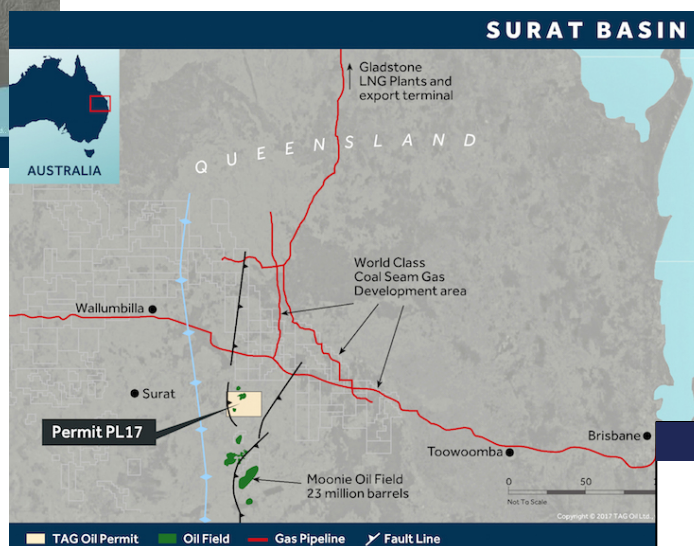 SURAT BASIN
AUSTRALIA
Gladstone
LNG Plants and
export terminal
QUEENSLAND
World Class
Coal Seam Gas
Development area
Wallumbilla
Surat
Permit PL17
Brisbane
Toowoomba
Moonie Oil Field
23 million barrels
0 50 1
Not To Scale
Copyright © 2017 TAG Oil Ltd.
TAG Oil Permit Oil Field Gas Pipeline Fault Line